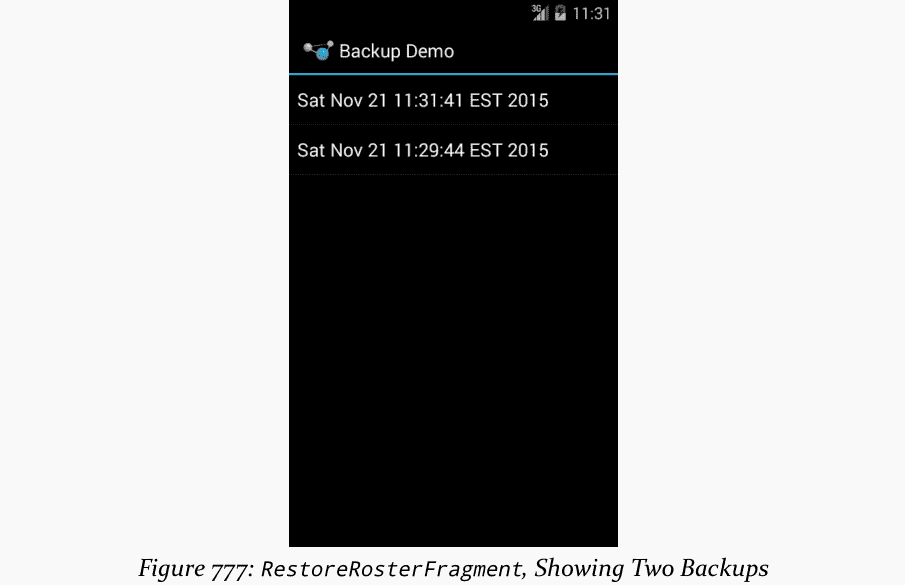 3G 11:31
Backup Demo
Sat Nov 21 11:31:41 EST 2015
Sat Nov 21 11:29:44 EST 2015
Figure 777: RestoreRosterFragment, Showing Two Backups